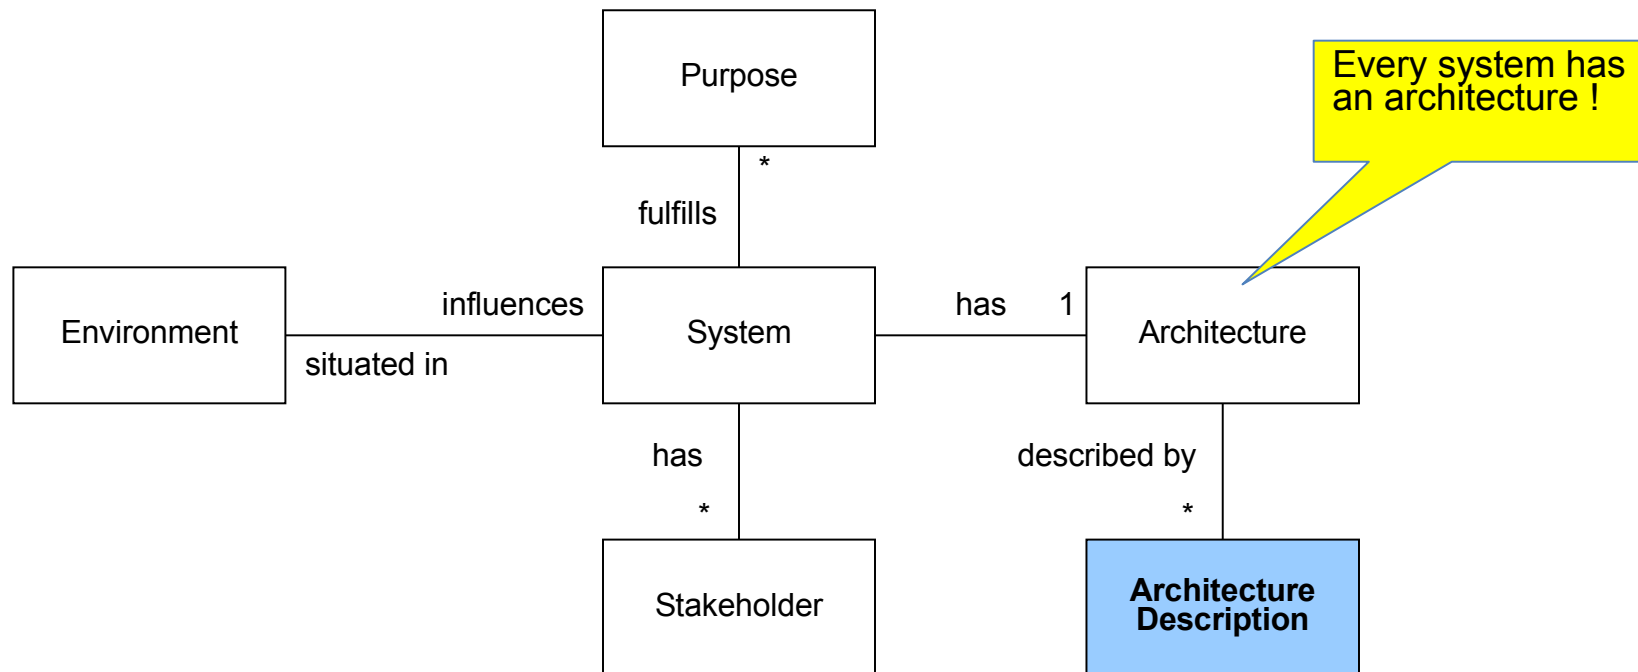 Purpose
Every system has
an architecture !
*
fulfills
influences
has 1
Environment
System
Architecture
situated in
has
described by
*
*
Stakeholder
Architecture
Description